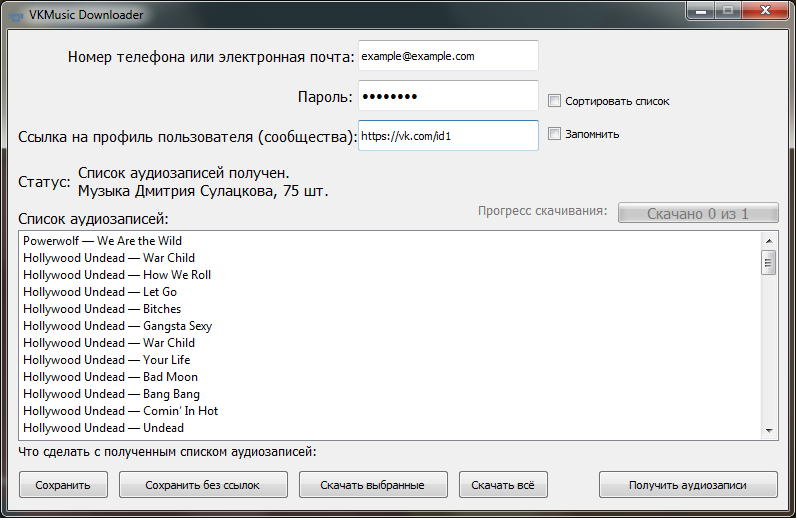 VKMusic Downloader
Номер телефона или электронная почта: example@example.com
Пароль: ••••••••
Сортировать список
Ссылка на профиль пользователя (сообщества): https://vk.com/id1
Запомнить
Статус: Список аудиозаписей получен.
Музыка Дмитрия Сулацкова, 75 шт.
Прогресс скачивания: Скачано 0 из 1
Список аудиозаписей:
Powerwolf — We Are the Wild
Hollywood Undead — War Child
Hollywood Undead — How We Roll
Hollywood Undead — Let Go
Hollywood Undead — Bitches
Hollywood Undead — Gangsta Sexy
Hollywood Undead — War Child
Hollywood Undead — Your Life
Hollywood Undead — Bad Moon
Hollywood Undead — Bang Bang
Hollywood Undead — Comin’ In Hot
Hollywood Undead — Undead
Что сделать с полученным списком аудиозаписей:
Сохранить Сохранить без ссылок Скачать выбранные Скачать всё Получить аудиозаписи